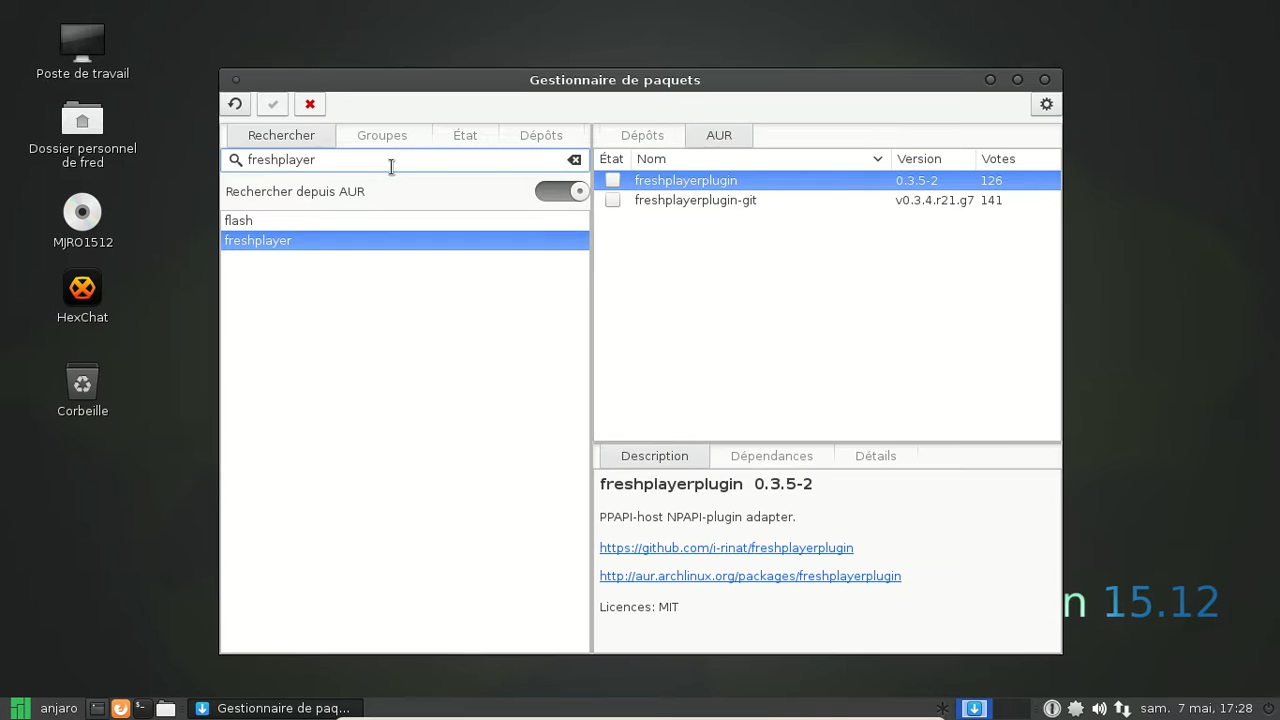 Poste de travail
Dossier personnel
de fred
MJRO1512
HexChat
Corbeille
Gestionnaire de paquets
Rechercher Groupes État Dépôts
freshplayer
Rechercher depuis AUR
flash
freshplayer
Dépôts AUR
État Nom Version Votes
freshplayerplugin 0.3.5-2 126
freshplayerplugin-git v0.3.4.r21.g7 141
Description Dépendances Détails
freshplayerplugin 0.3.5-2
PPAPI-host NPAPI-plugin adapter.
https://github.com/i-rinat/freshplayerplugin
http://aur.archlinux.org/packages/freshplayerplugin
Licences: MIT
n 15.12
anjaro Gestionnaire de paq... sam. 7 mai, 17:28